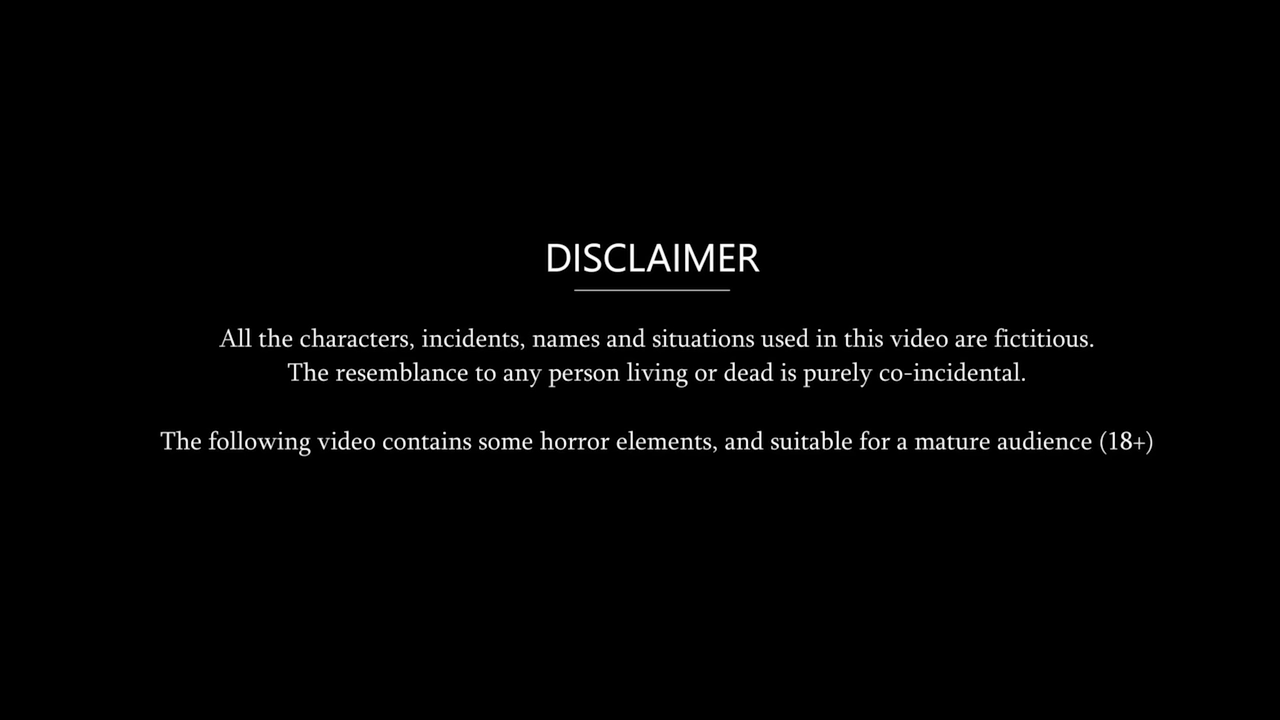 DISCLAIMER
All the characters, incidents, names and situations used in this video are fictitious.
The resemblance to any person living or dead is purely co-incidental.
The following video contains some horror elements, and suitable for a mature audience (18+)